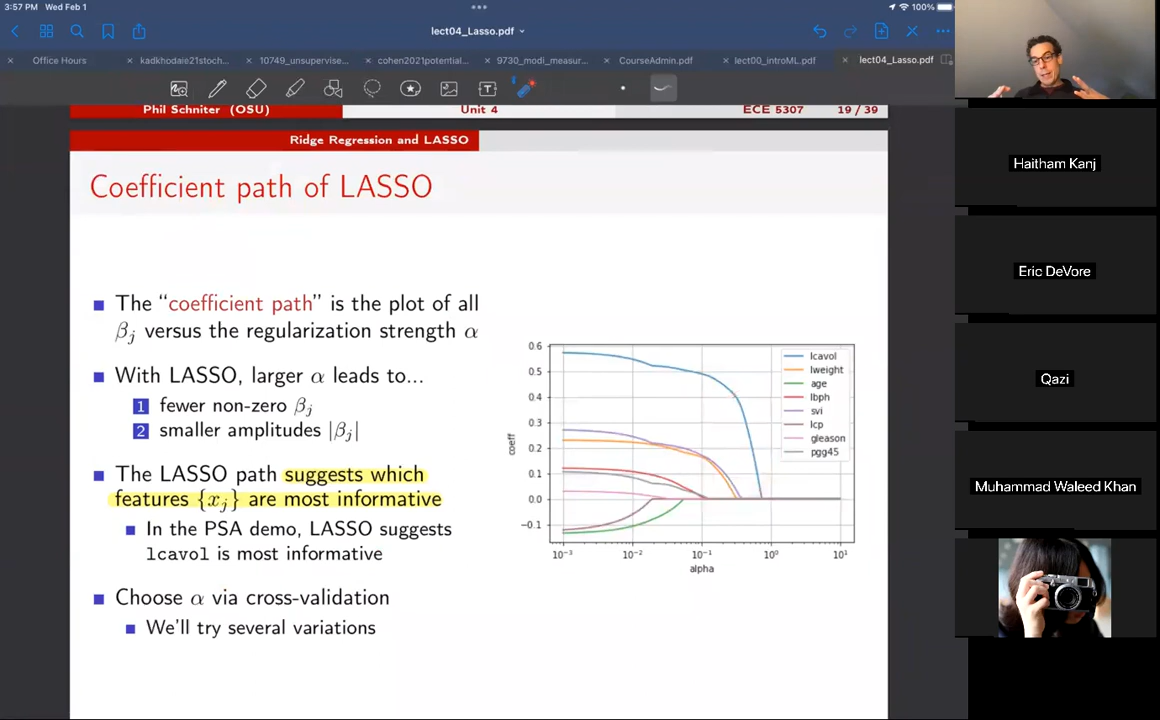 3:57 PM Wed Feb 1
100%
lect04_Lasso.pdf
Office Hours
kadkhodaie21stoch...
10749_unsupervise...
cohen2021potential...
9730_modi_measur...
CourseAdmin.pdf
lect00_introML.pdf
lect04_Lasso.pdf
Phil Schniter (OSU) Unit 4 ECE 5307 19 / 39
Ridge Regression and LASSO
Coefficient path of LASSO
The “coefficient path” is the plot of all
βj versus the regularization strength α
With LASSO, larger α leads to...
1 fewer non-zero βj
2 smaller amplitudes |βj|
The LASSO path suggests which
features {xj} are most informative
In the PSA demo, LASSO suggests
lcavol is most informative
Choose α via cross-validation
We’ll try several variations
0.6
0.5
0.4
0.3
0.2
0.1
0.0
−0.1
coeff
10⁻³ 10⁻² 10⁻¹ 10⁰ 10¹
alpha
lcavol
lweight
age
lbph
svi
lcp
gleason
pgg45
Haitham Kanj
Eric DeVore
Qazi
Muhammad Waleed Khan